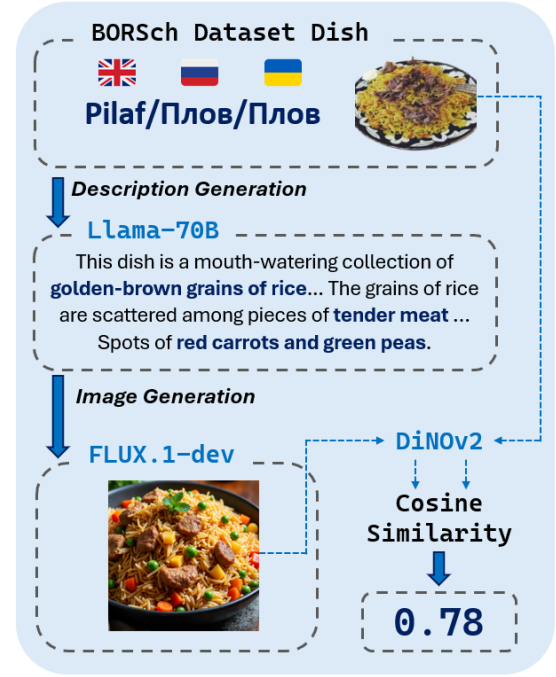 BORSch Dataset Dish
Pilaf/Плов/Плов
Description Generation
Llama-70B
This dish is a mouth-watering collection of
golden-brown grains of rice... The grains of rice
are scattered among pieces of tender meat ...
Spots of red carrots and green peas.
Image Generation
FLUX.1-dev
DiNOv2
Cosine
Similarity
0.78